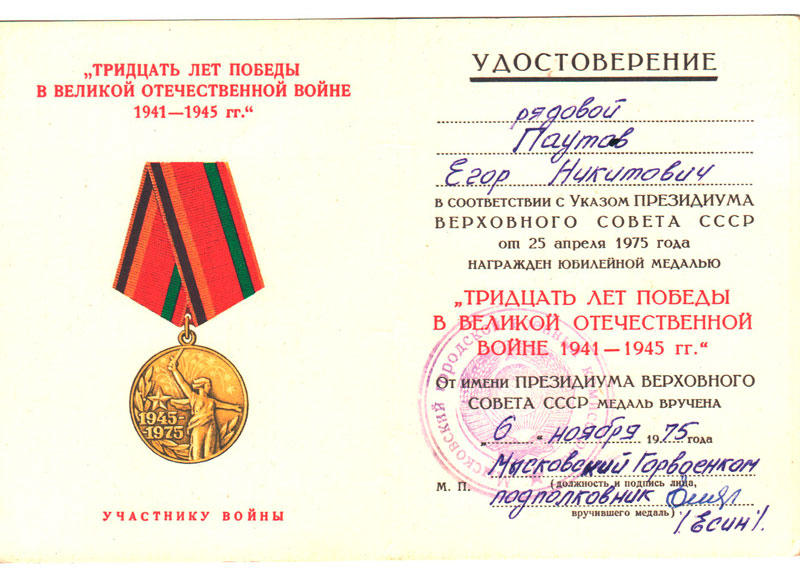 „ТРИДЦАТЬ ЛЕТ ПОБЕДЫ
В ВЕЛИКОЙ ОТЕЧЕСТВЕННОЙ ВОЙНЕ
1941—1945 гг.“
1945-
1975
УЧАСТНИКУ ВОЙНЫ
УДОСТОВЕРЕНИЕ
рядовой
Паутов
Егор Никитович
В СООТВЕТСТВИИ С УКАЗОМ ПРЕЗИДИУМА
ВЕРХОВНОГО СОВЕТА СССР
от 25 апреля 1975 года
НАГРАЖДЕН ЮБИЛЕЙНОЙ МЕДАЛЬЮ
„ТРИДЦАТЬ ЛЕТ ПОБЕДЫ
В ВЕЛИКОЙ ОТЕЧЕСТВЕННОЙ
ВОЙНЕ 1941—1945 гг.“
От имени ПРЕЗИДИУМА ВЕРХОВНОГО
СОВЕТА СССР МЕДАЛЬ ВРУЧЕНА
„6“ ноября 1975 года
Мысковский Горвоенком
М. П. (должность и подпись лица,
подполковник
вручившего медаль)
/Есин/.